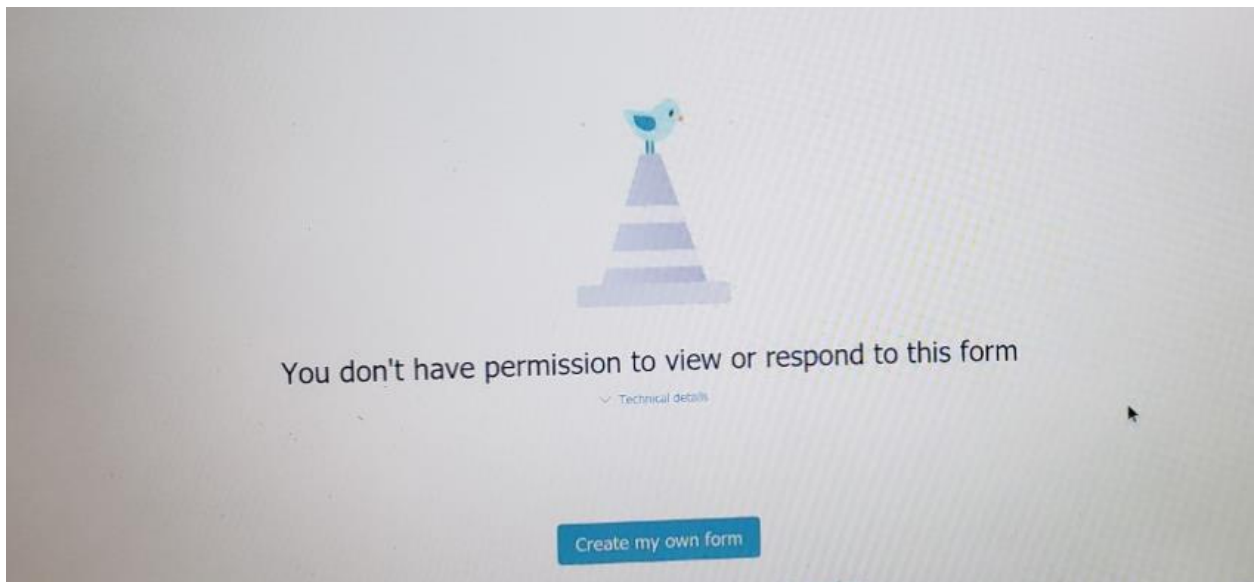 You don't have permission to view or respond to this form
Technical details
Create my own form